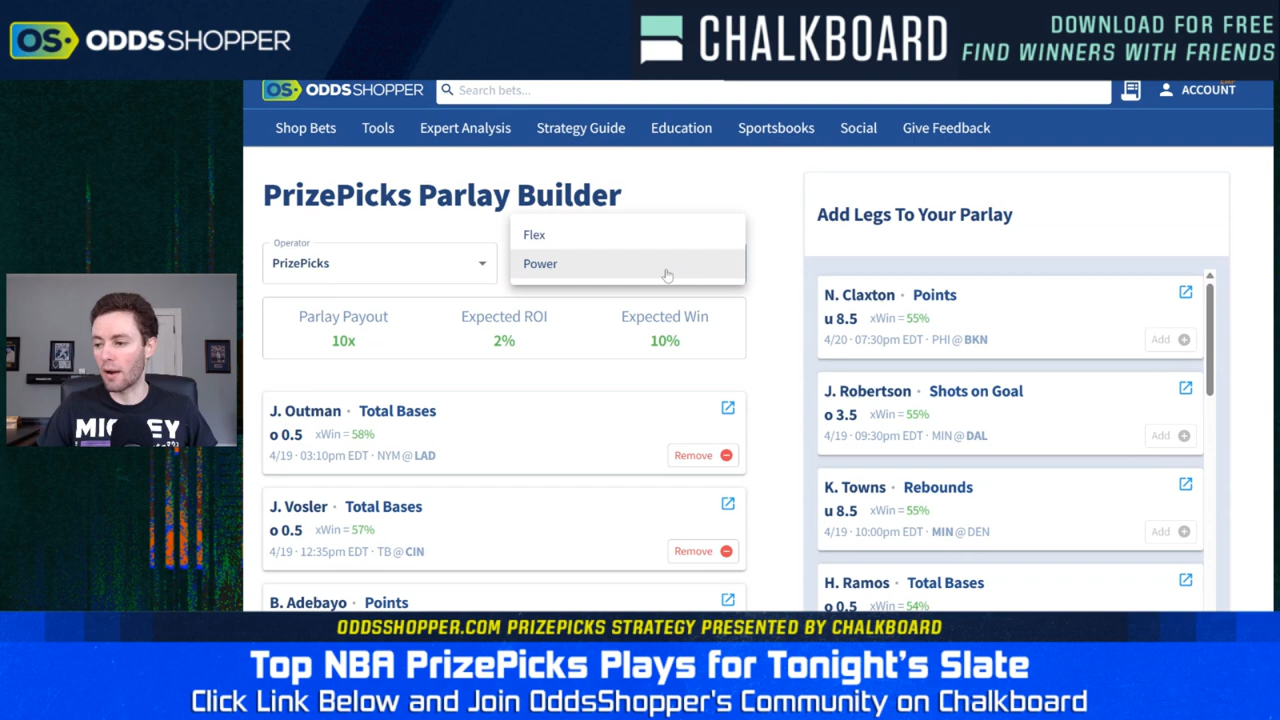 OS ODDSSHOPPER
CHALKBOARD
DOWNLOAD FOR FREE
FIND WINNERS WITH FRIENDS
OS ODDSSHOPPER
Search bets...
ACCOUNT
Shop Bets
Tools
Expert Analysis
Strategy Guide
Education
Sportsbooks
Social
Give Feedback
PrizePicks Parlay Builder
Operator
PrizePicks
Flex
Power
Parlay Payout
10x
Expected ROI
2%
Expected Win
10%
J. Outman · Total Bases
o 0.5 xWin = 58%
4/19 · 03:10pm EDT · NYM @ LAD
Remove
J. Vosler · Total Bases
o 0.5 xWin = 57%
4/19 · 12:35pm EDT · TB @ CIN
Remove
B. Adebayo · Points
Add Legs To Your Parlay
N. Claxton · Points
u 8.5 xWin = 55%
4/20 · 07:30pm EDT · PHI @ BKN
Add
J. Robertson · Shots on Goal
o 3.5 xWin = 55%
4/19 · 09:30pm EDT · MIN @ DAL
Add
K. Towns · Rebounds
u 8.5 xWin = 55%
4/19 · 10:00pm EDT · MIN @ DEN
Add
H. Ramos · Total Bases
o 0.5 xWin = 54%
ODDSSHOPPER.COM PRIZEPICKS STRATEGY PRESENTED BY CHALKBOARD
Top NBA PrizePicks Plays for Tonight's Slate
Click Link Below and Join OddsShopper's Community on Chalkboard